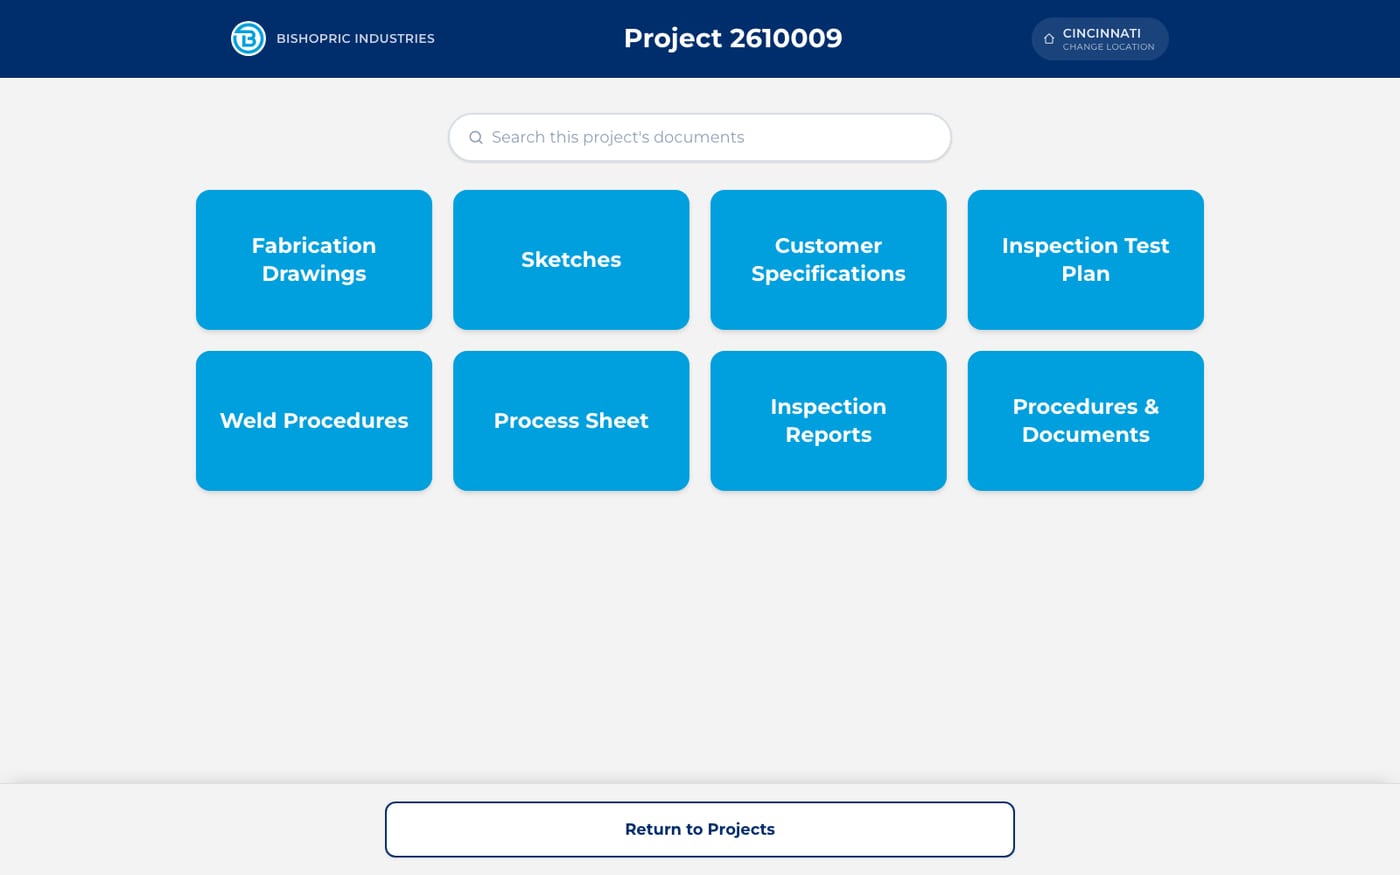 BISHOPRIC INDUSTRIES
Project 2610009
CINCINNATI
CHANGE LOCATION
Search this project's documents
Fabrication
Drawings
Sketches
Customer
Specifications
Inspection Test
Plan
Weld Procedures
Process Sheet
Inspection
Reports
Procedures &
Documents
Return to Projects